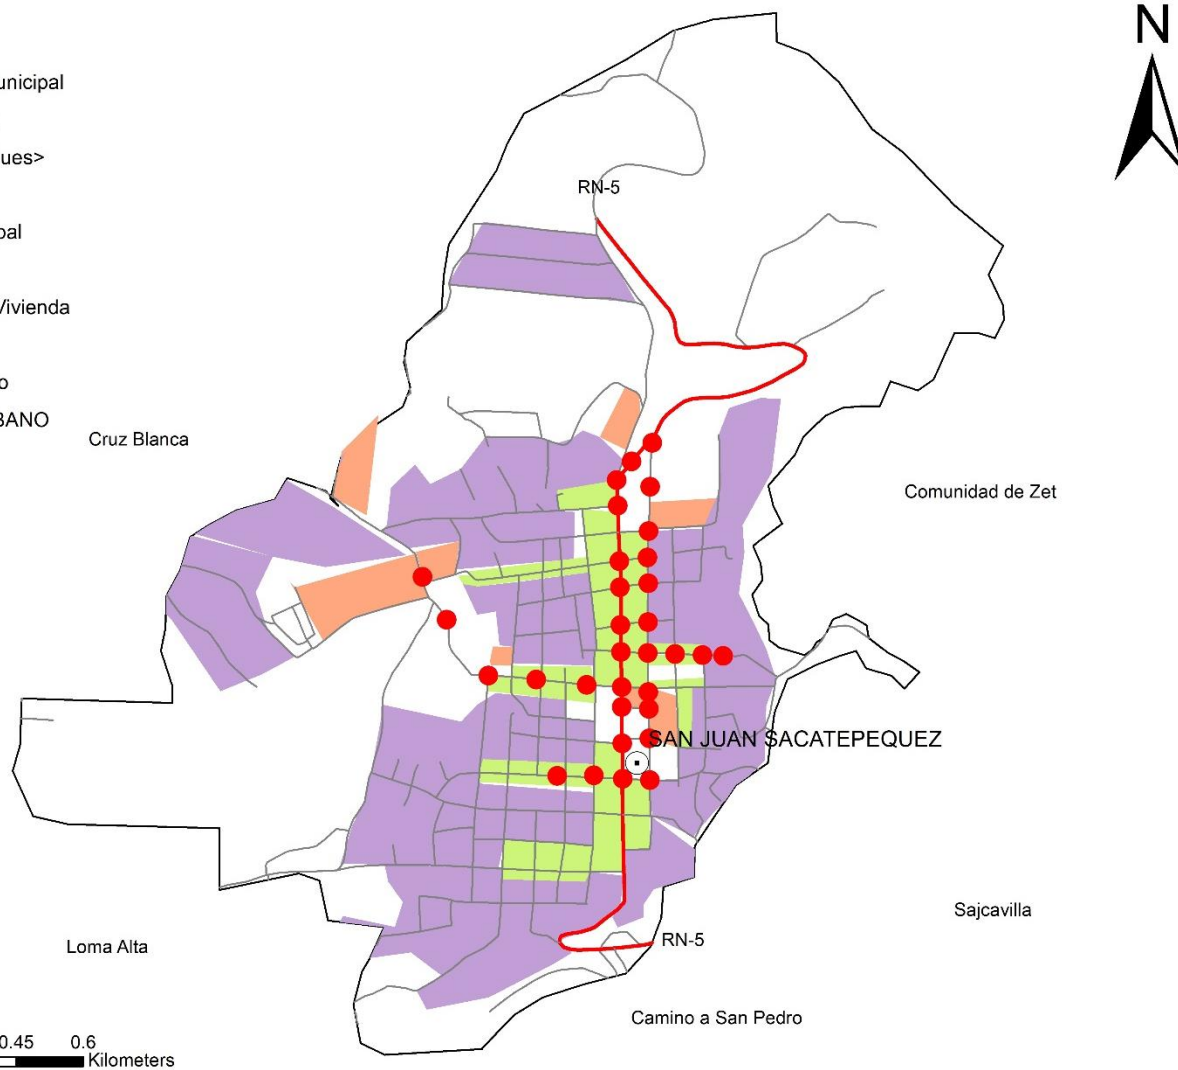 N
unicipal
ues>
RN-5
pal
Vivienda
o
BANO
Cruz Blanca
Comunidad de Zet
SAN JUAN SACATEPEQUEZ
Sajcavilla
Loma Alta
RN-5
Camino a San Pedro
0.45 0.6
Kilometers